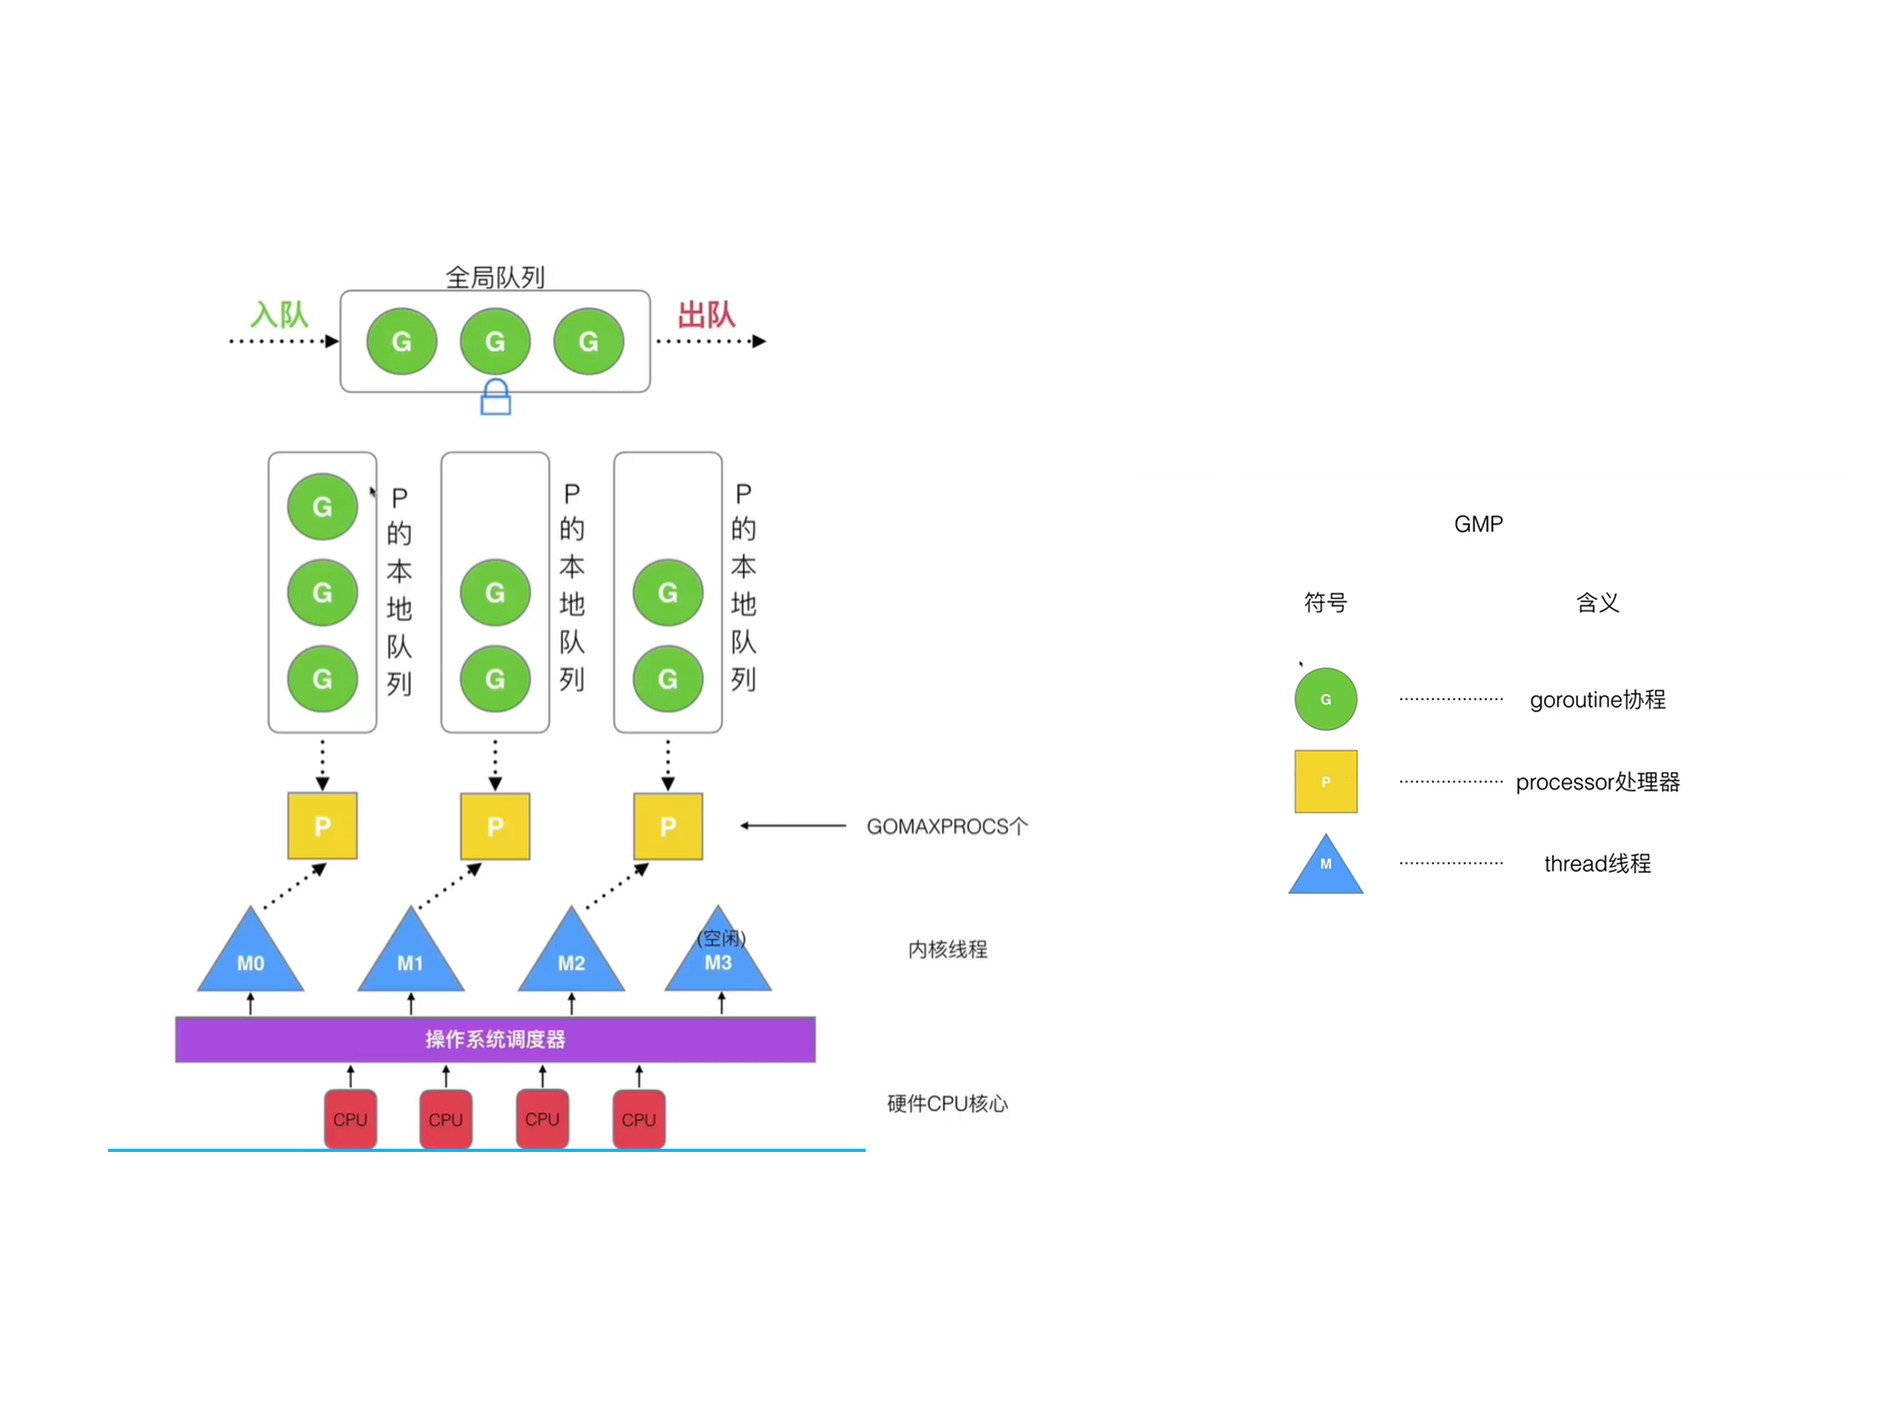 全局队列
入队
出队
G G G
G
G
G
P的本地队列
G
G
P的本地队列
G
G
P的本地队列
P P P
GOMAXPROCS个
M0 M1 M2 (空闲) M3
内核线程
操作系统调度器
CPU CPU CPU CPU
硬件CPU核心
GMP
符号 含义
G goroutine协程
P processor处理器
M thread线程